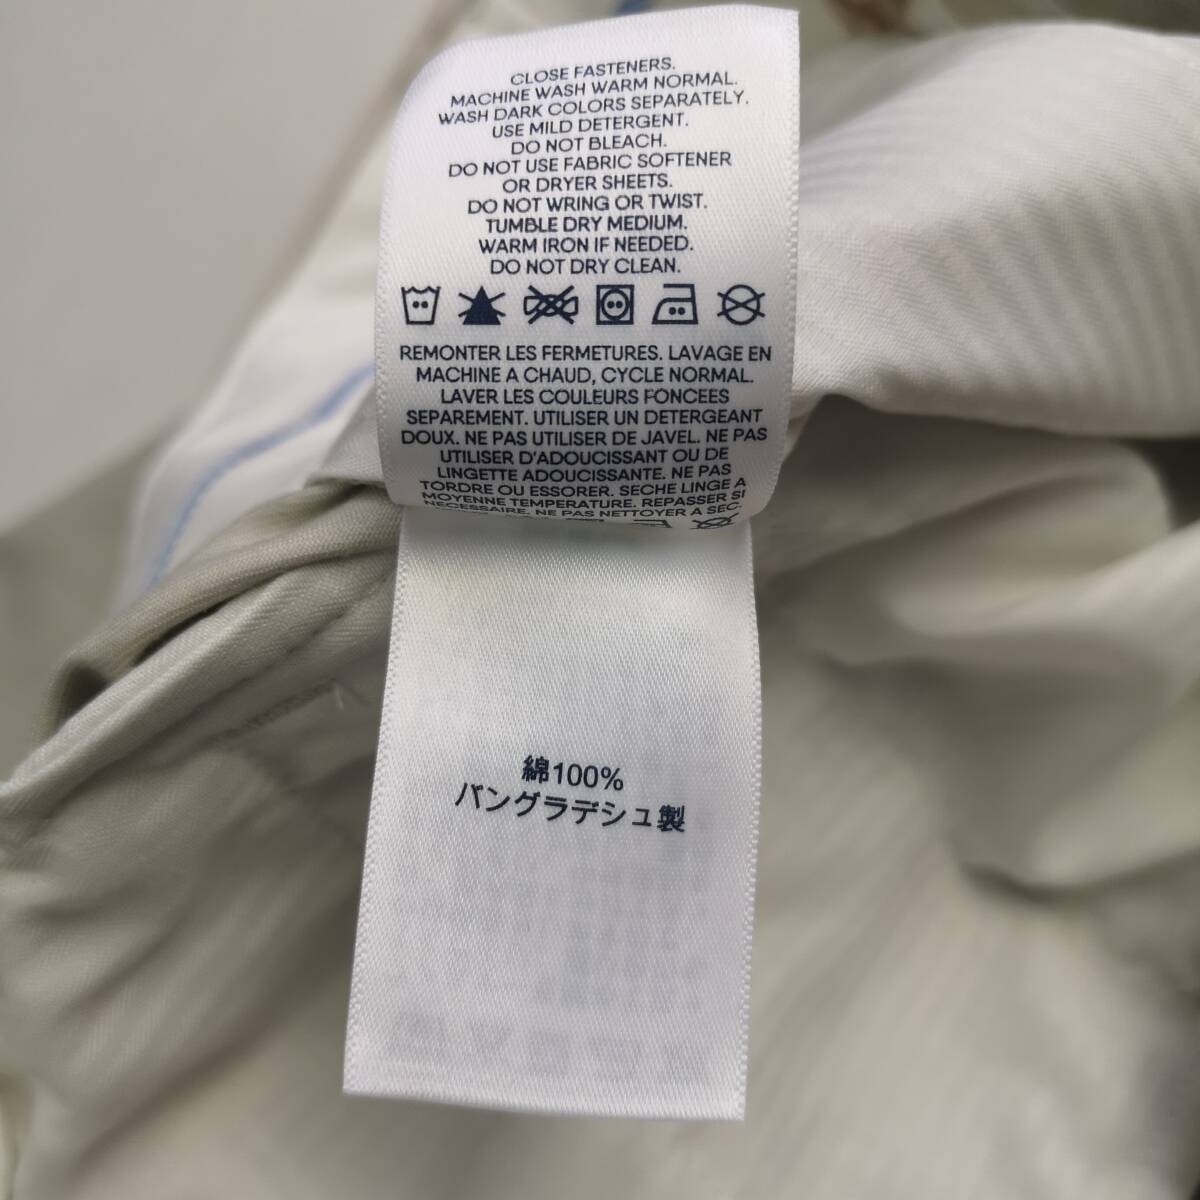 CLOSE FASTENERS.
MACHINE WASH WARM NORMAL.
WASH DARK COLORS SEPARATELY.
USE MILD DETERGENT.
DO NOT BLEACH.
DO NOT USE FABRIC SOFTENER
OR DRYER SHEETS.
DO NOT WRING OR TWIST.
TUMBLE DRY MEDIUM.
WARM IRON IF NEEDED.
DO NOT DRY CLEAN.
REMONTER LES FERMETURES. LAVAGE EN
MACHINE A CHAUD, CYCLE NORMAL.
LAVER LES COULEURS FONCEES
SEPAREMENT. UTILISER UN DETERGEANT
DOUX. NE PAS UTILISER DE JAVEL. NE PAS
UTILISER D'ADOUCISSANT OU DE
LINGETTE ADOUCISSANTE. NE PAS
TORDRE OU ESSORER. SECHE LINGE A
MOYENNE TEMPERATURE. REPASSER SI
NECESSAIRE. NE PAS NETTOYER A SEC.
綿100%
バングラデシュ製